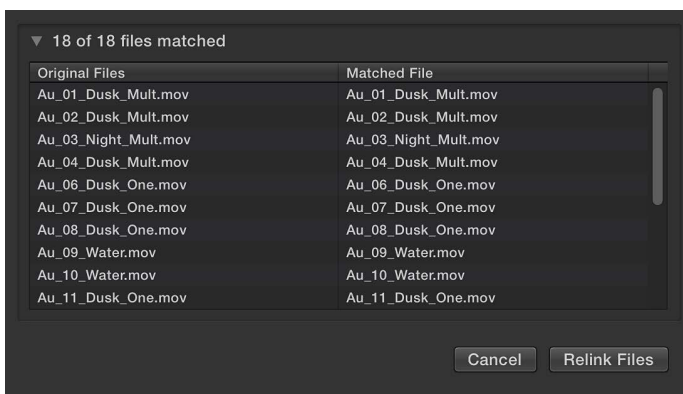 18 of 18 files matched
Original Files Matched File
Au_01_Dusk_Mult.mov Au_01_Dusk_Mult.mov
Au_02_Dusk_Mult.mov Au_02_Dusk_Mult.mov
Au_03_Night_Mult.mov Au_03_Night_Mult.mov
Au_04_Dusk_Mult.mov Au_04_Dusk_Mult.mov
Au_06_Dusk_One.mov Au_06_Dusk_One.mov
Au_07_Dusk_One.mov Au_07_Dusk_One.mov
Au_08_Dusk_One.mov Au_08_Dusk_One.mov
Au_09_Water.mov Au_09_Water.mov
Au_10_Water.mov Au_10_Water.mov
Au_11_Dusk_One.mov Au_11_Dusk_One.mov
Cancel Relink Files